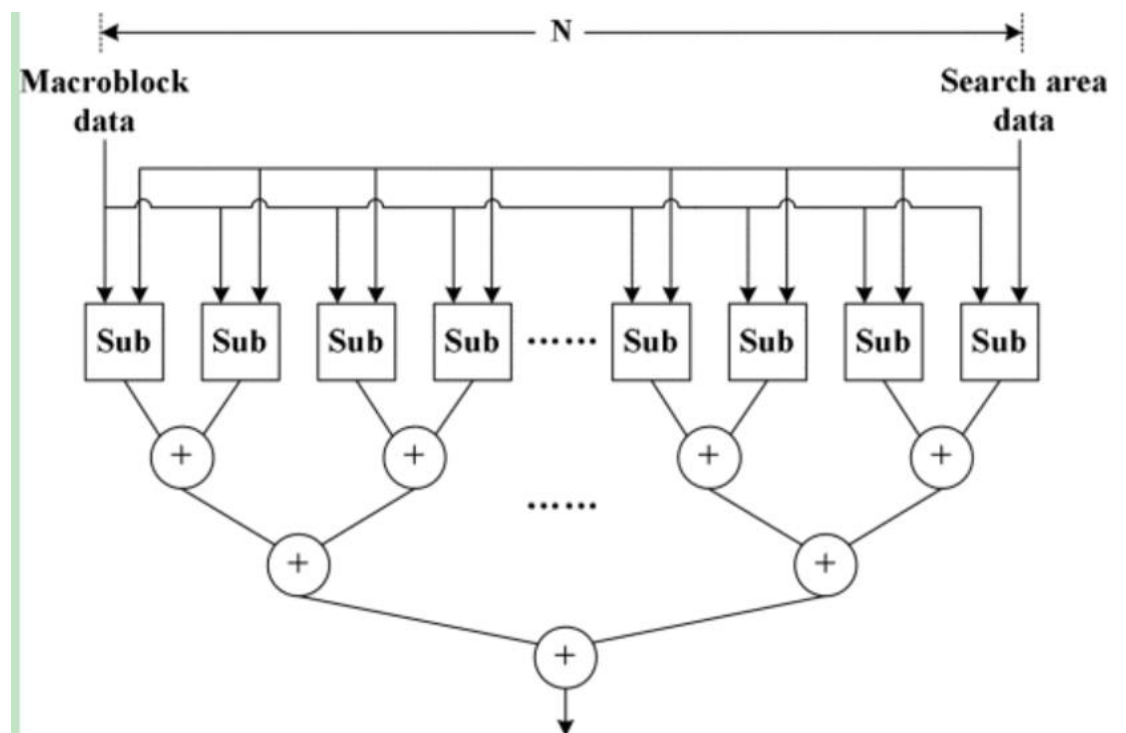 N
Macroblock
data
Search area
data
Sub Sub Sub Sub ...... Sub Sub Sub Sub
+ + + +
......
+ +
+